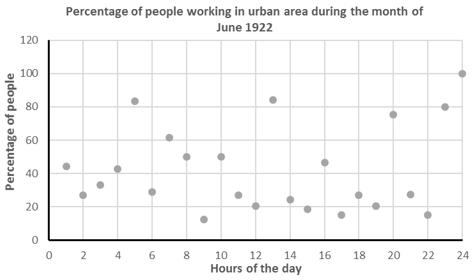 Percentage of people working in urban area during the month of
June 1922
120
100
80
60
40
20
0
Percentage of people
0 2 4 6 8 10 12 14 16 18 20 22 24
Hours of the day